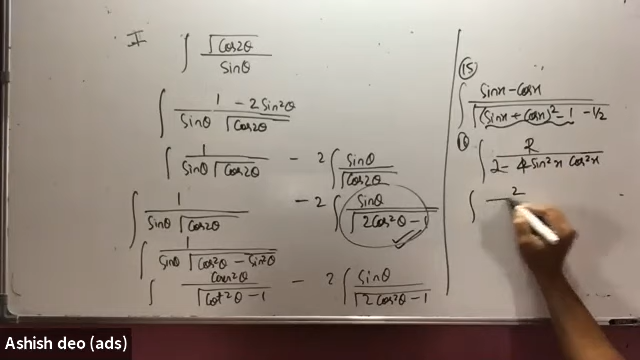 I ∫ √cos2θ / sinθ
∫ 1 - 2sin²θ / sinθ √cos2θ
∫ 1 / sinθ √cos2θ - 2∫ sinθ / √cos2θ
∫ 1 / sinθ √cos2θ - 2∫ sinθ / √2cos²θ - 1
∫ 1 / sinθ √cos²θ - sin²θ
∫ cosec²θ / √cot²θ - 1 - 2∫ sinθ / √2cos²θ - 1
(15)
∫ sinx - cosx / √(sinx + cosx)² - 1 - 1/2
∫ 2 / 2 - 4 sin²x cos²x
∫ 2
Ashish deo (ads)